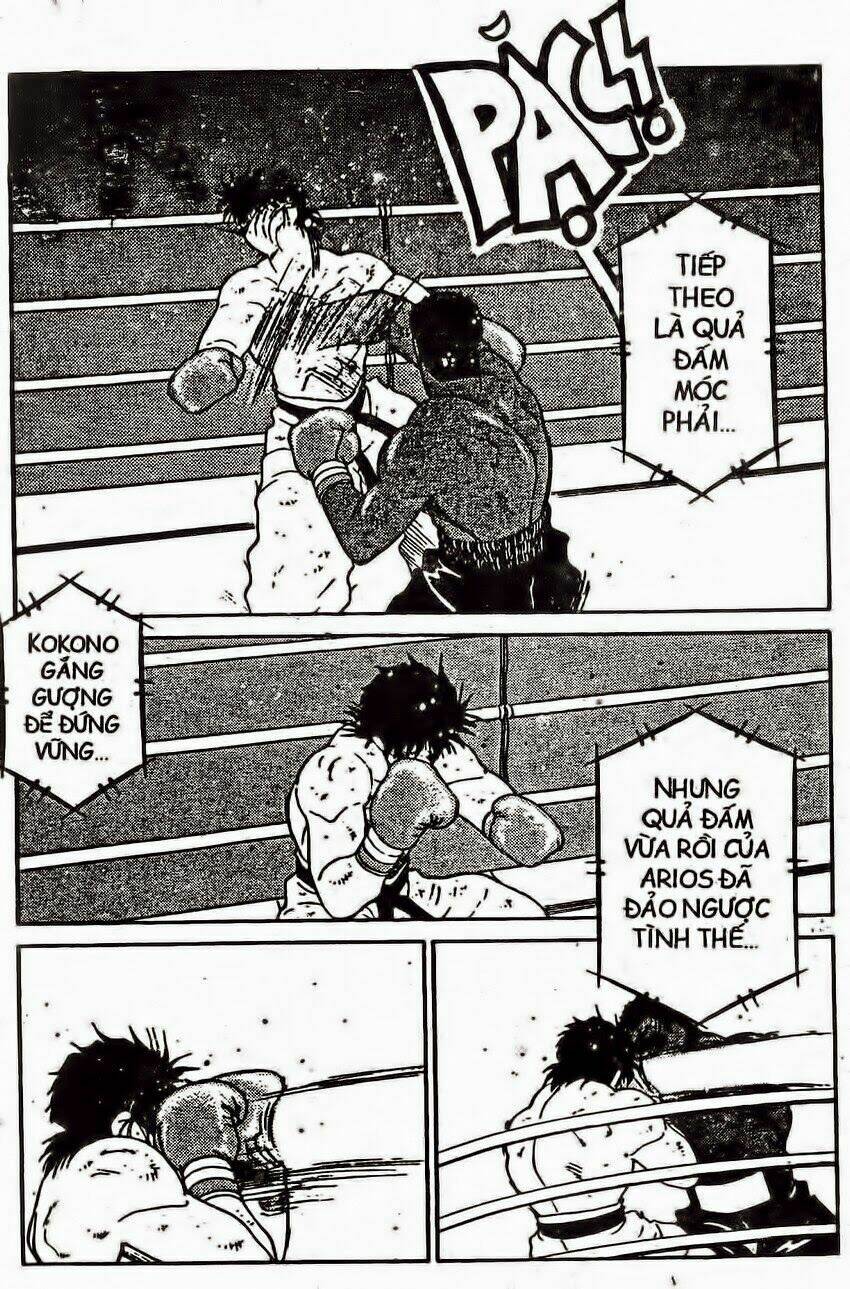 PẶC!!
TIẾP
THEO
LÀ QUẢ
ĐẤM
MÓC
PHẢI...
KOKONO
GẮNG
GƯỢNG
ĐỂ ĐỨNG
VỮNG...
NHƯNG
QUẢ ĐẤM
VỪA RỒI CỦA
ARIOS ĐÃ
ĐẢO NGƯỢC
TÌNH THẾ...